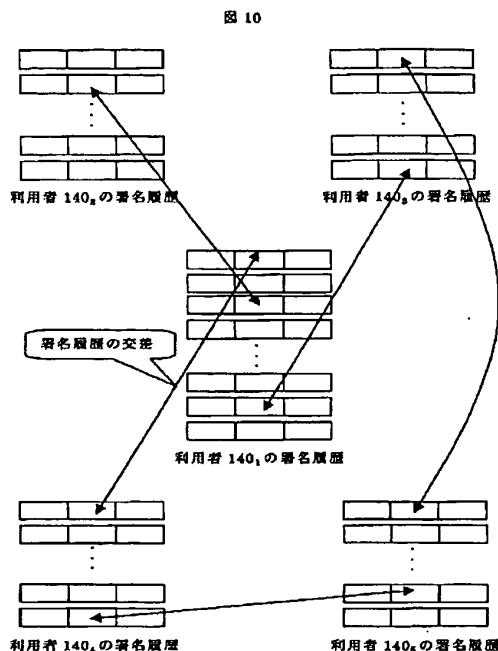 図 10
利用者 140₂ の署名履歴
利用者 140₃ の署名履歴
署名履歴の交差
利用者 140₁ の署名履歴
利用者 140₄ の署名履歴
利用者 140₅ の署名履歴